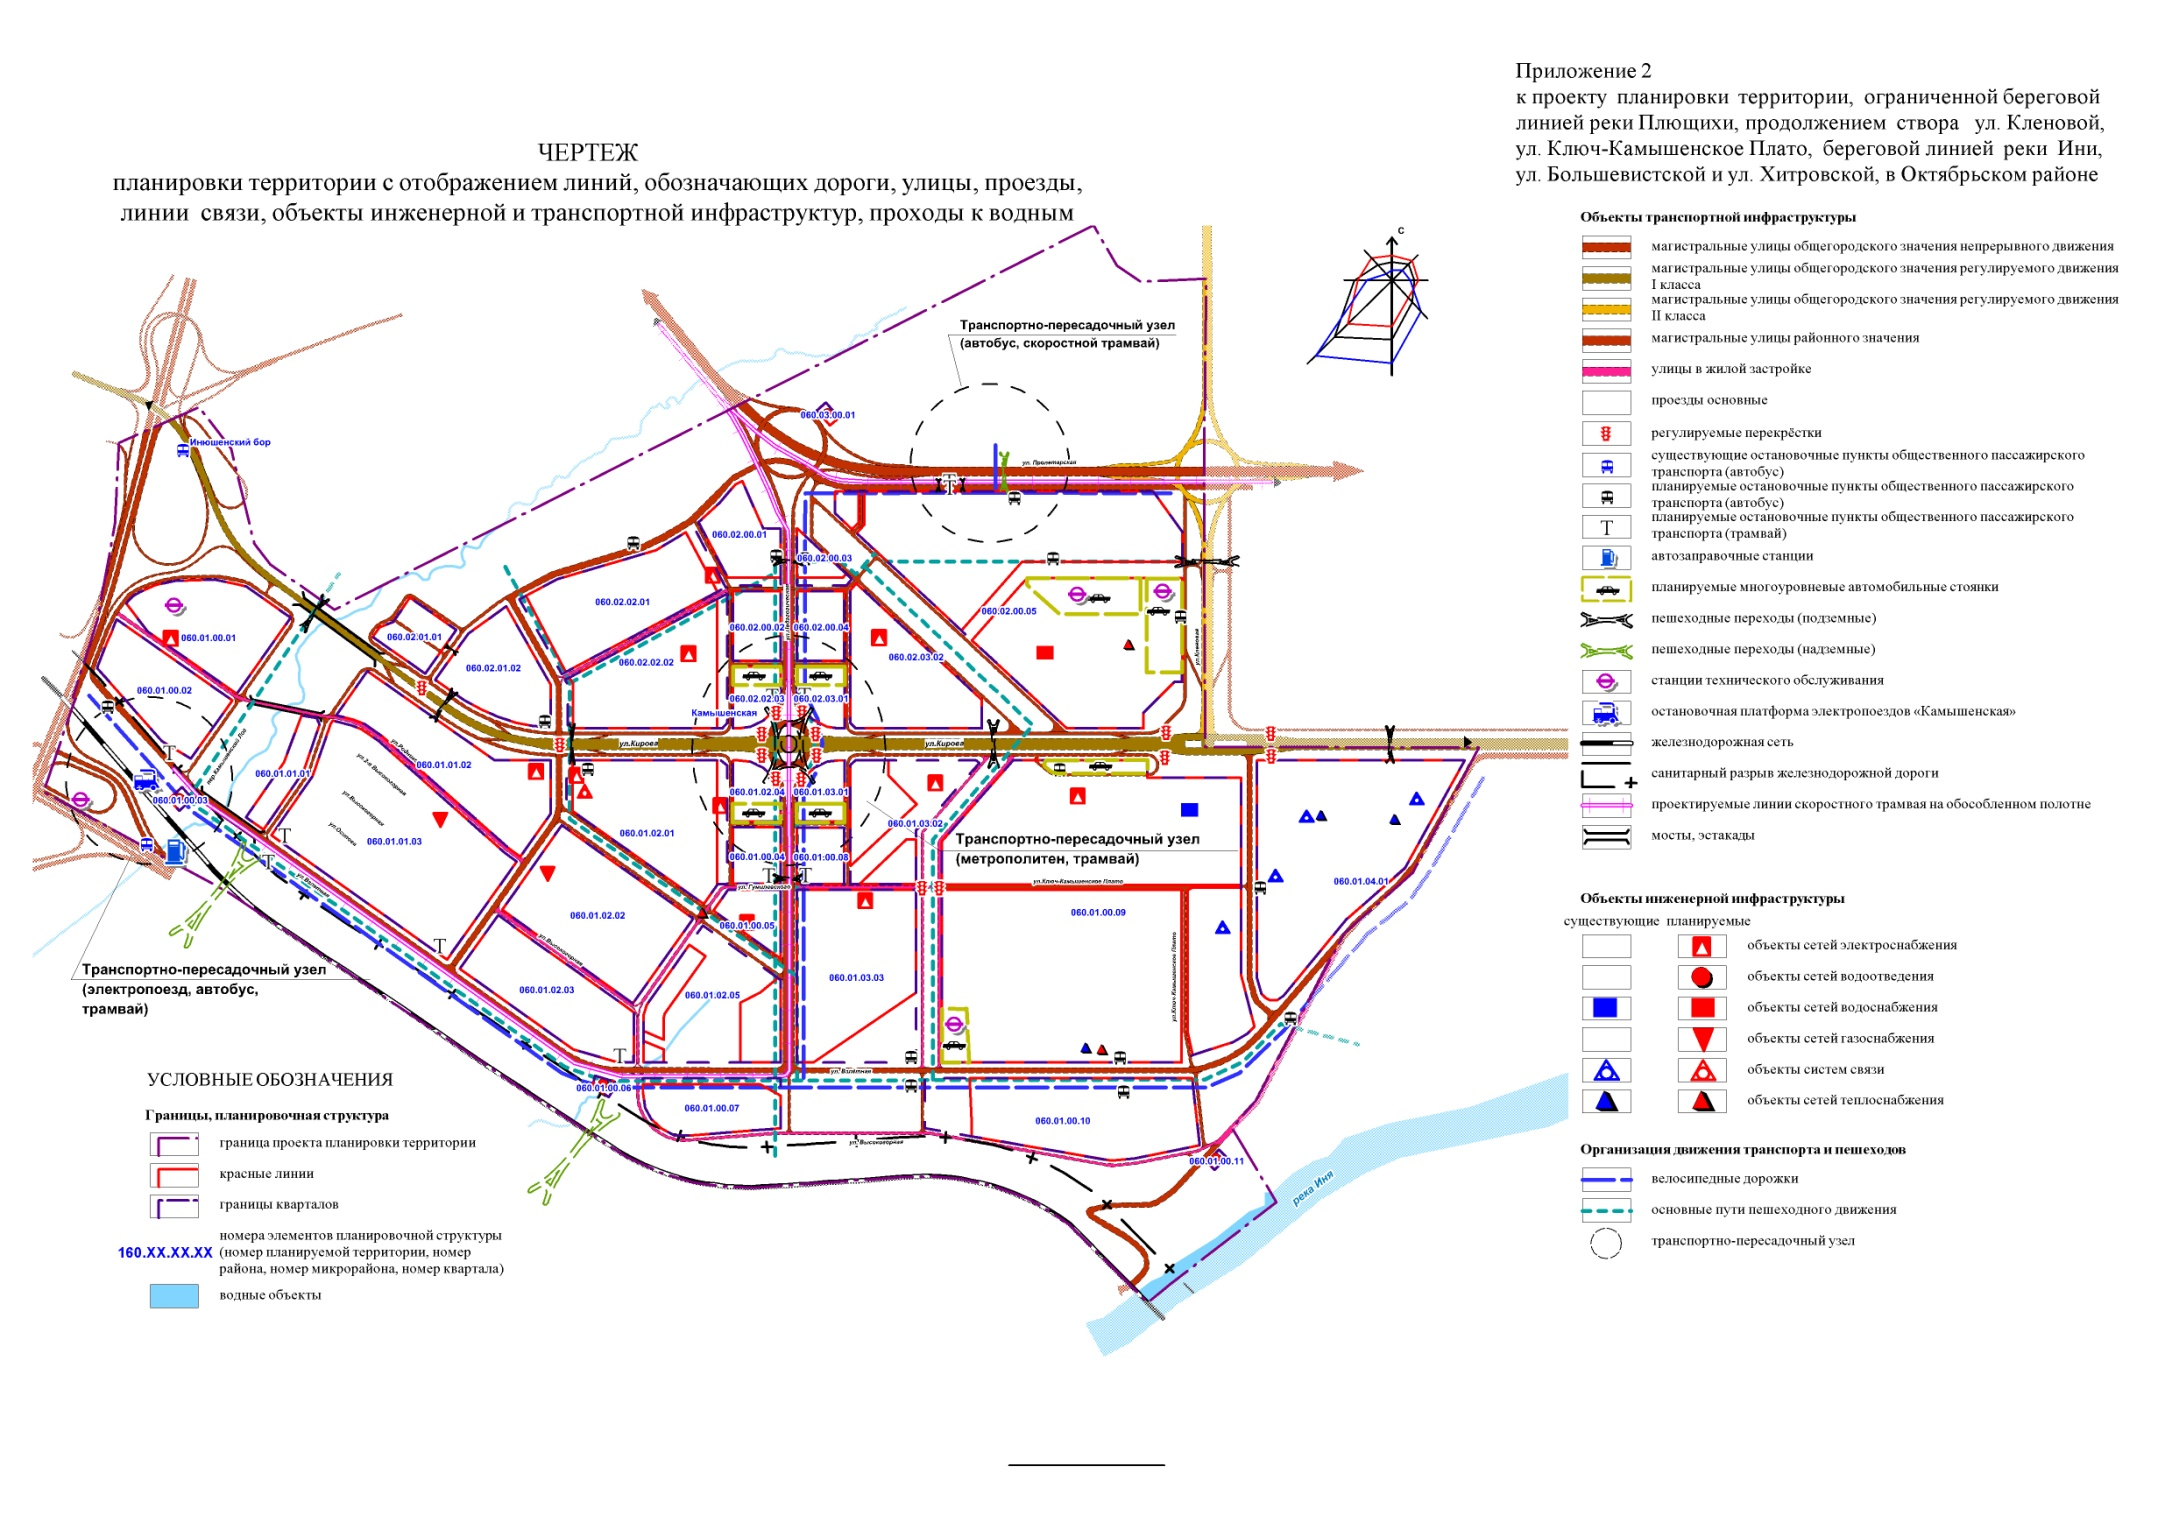 Приложение 2
к проекту планировки территории, ограниченной береговой
линией реки Плющихи, продолжением створа ул. Кленовой,
ул. Ключ-Камышенское Плато, береговой линией реки Ини,
ул. Большевистской и ул. Хитровской, в Октябрьском районе
ЧЕРТЕЖ
планировки территории с отображением линий, обозначающих дороги, улицы, проезды,
линии связи, объекты инженерной и транспортной инфраструктур, проходы к водным
Объекты транспортной инфраструктуры
магистральные улицы общегородского значения непрерывного движения
магистральные улицы общегородского значения регулируемого движения
I класса
магистральные улицы общегородского значения регулируемого движения
II класса
магистральные улицы районного значения
улицы в жилой застройке
проезды основные
регулируемые перекрёстки
существующие остановочные пункты общественного пассажирского
транспорта (автобус)
планируемые остановочные пункты общественного пассажирского
транспорта (автобус)
T
планируемые остановочные пункты общественного пассажирского
транспорта (трамвай)
автозаправочные станции
планируемые многоуровневые автомобильные стоянки
пешеходные переходы (подземные)
пешеходные переходы (надземные)
станции технического обслуживания
остановочная платформа электропоездов «Камышенская»
железнодорожная сеть
санитарный разрыв железнодорожной дороги
проектируемые линии скоростного трамвая на обособленном полотне
мосты, эстакады
Объекты инженерной инфраструктуры
существующие планируемые
объекты сетей электроснабжения
объекты сетей водоотведения
объекты сетей водоснабжения
объекты сетей газоснабжения
объекты систем связи
объекты сетей теплоснабжения
Организация движения транспорта и пешеходов
велосипедные дорожки
основные пути пешеходного движения
транспортно-пересадочный узел
С
Транспортно-пересадочный узел
(автобус, скоростной трамвай)
060.03.00.01
Инюшенский бор
ул. Пролетарская
T
060.02.00.01
060.02.00.03
060.02.02.01
060.02.00.05
060.02.00.02
060.02.00.04
060.02.01.01
060.01.00.01
060.02.01.02
060.02.02.02
060.02.03.02
ул.Кленовая
060.01.00.02
060.02.02.03
060.02.03.01
Камышенская
ул.Кирова
ул.Кирова
060.01.01.01
060.01.01.02
060.01.00.03
060.01.02.04
060.01.03.01
ул.2-я Высокогорная
ул.Высокогорная
060.01.01.03
060.01.02.01
060.01.03.02
Транспортно-пересадочный узел
(метрополитен, трамвай)
060.01.00.04
060.01.00.08
ул.Ключ-Камышенское Плато
060.01.04.01
060.01.02.02
060.01.00.05
060.01.00.09
ул.Высокогорная
ул.Ключ-Камышенское Плато
Транспортно-пересадочный узел
(электропоезд, автобус,
трамвай)
060.01.02.03
060.01.02.05
060.01.03.03
T
ул. Взлетная
060.01.00.06
060.01.00.07
060.01.00.10
ул. Высокогорная
060.01.00.11
река Иня
УСЛОВНЫЕ ОБОЗНАЧЕНИЯ
Границы, планировочная структура
граница проекта планировки территории
красные линии
границы кварталов
160.XX.XX.XX
номера элементов планировочной структуры
(номер планируемой территории, номер
района, номер микрорайона, номер квартала)
водные объекты